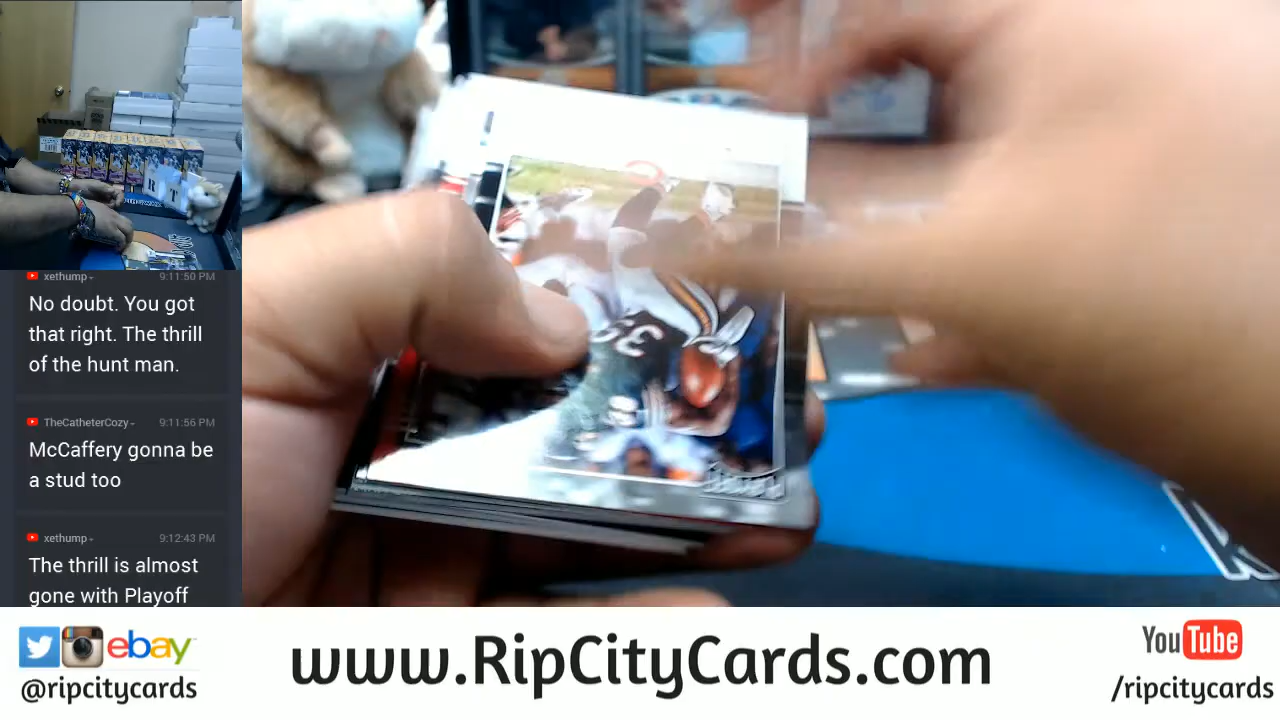 xethump
9:11:50 PM
No doubt. You got
that right. The thrill
of the hunt man.
TheCatheterCozy
9:11:56 PM
McCaffery gonna be
a stud too
xethump
9:12:43 PM
The thrill is almost
gone with Playoff
ebay
@ripcitycards
www.RipCityCards.com
YouTube
/ripcitycards